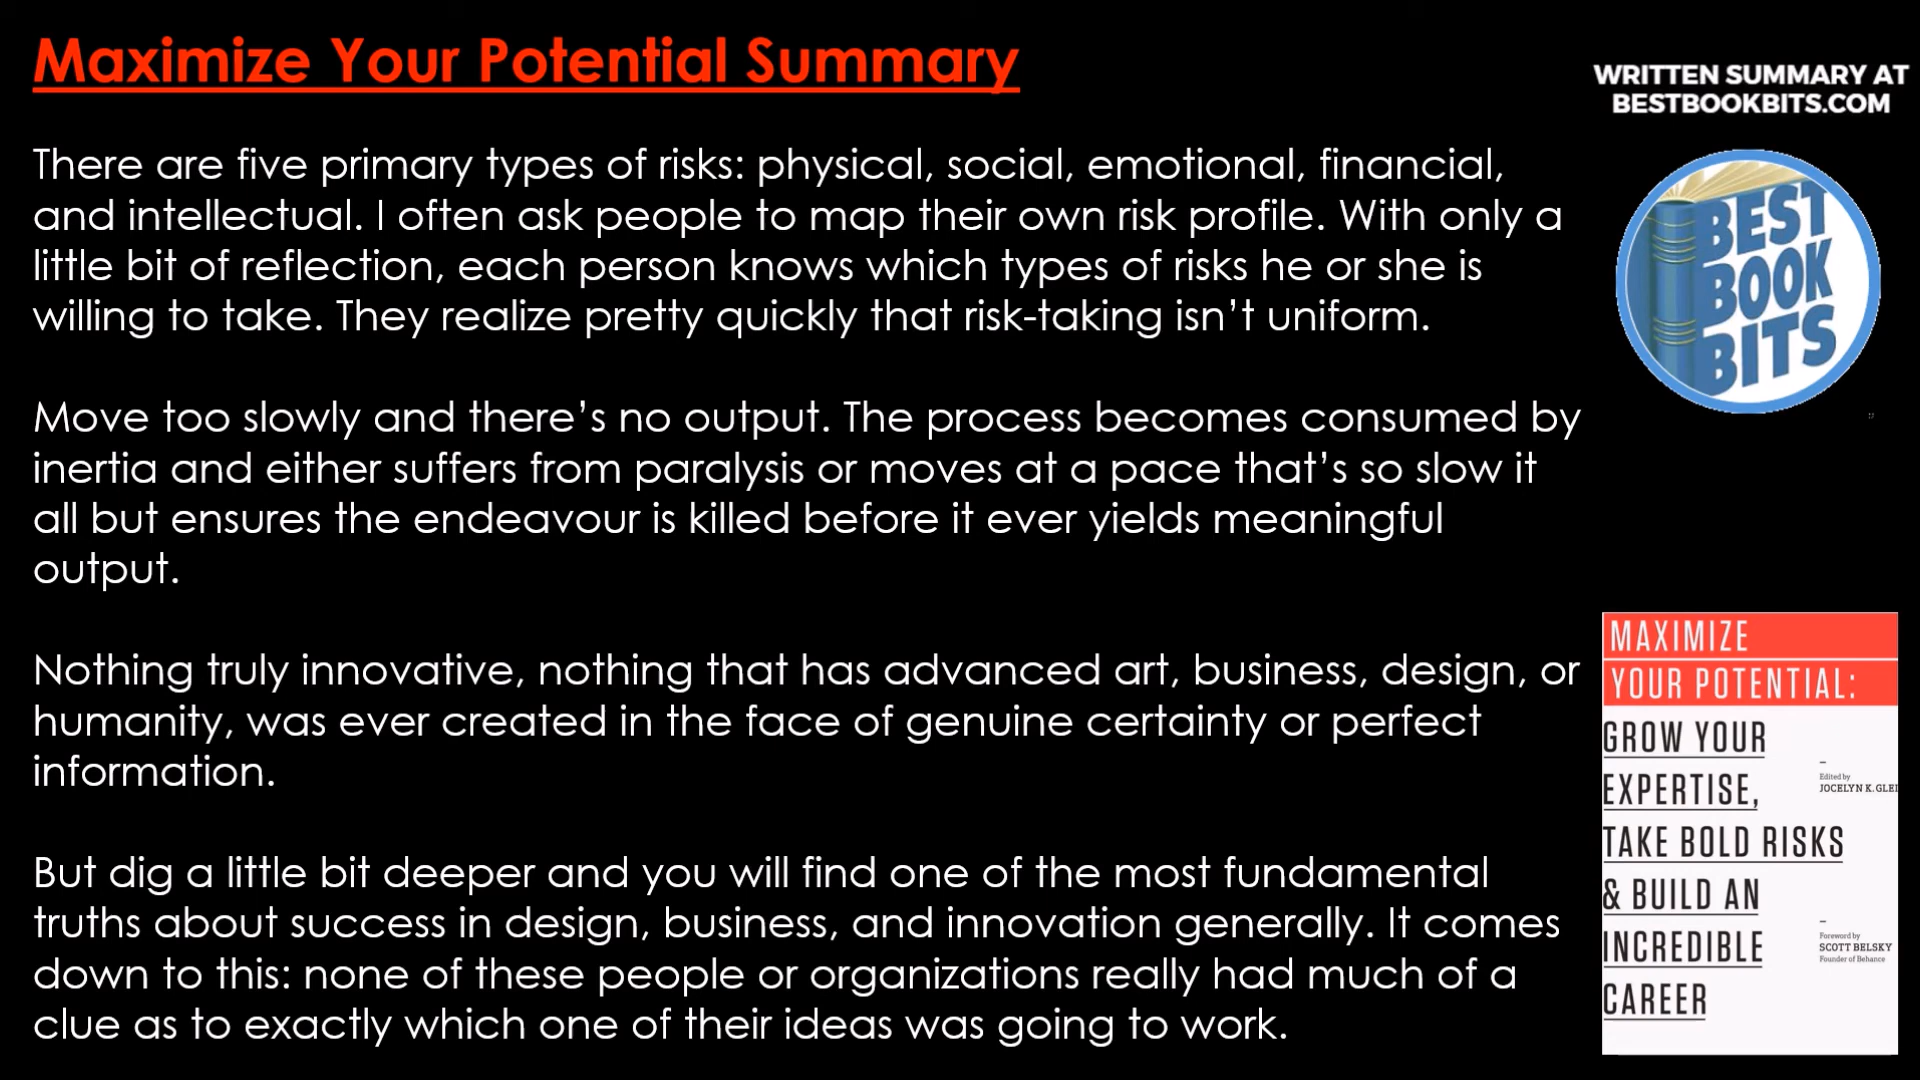 Maximize Your Potential Summary
WRITTEN SUMMARY AT
BESTBOOKBITS.COM
There are five primary types of risks: physical, social, emotional, financial,
and intellectual. I often ask people to map their own risk profile. With only a
little bit of reflection, each person knows which types of risks he or she is
willing to take. They realize pretty quickly that risk-taking isn’t uniform.
Move too slowly and there’s no output. The process becomes consumed by
inertia and either suffers from paralysis or moves at a pace that’s so slow it
all but ensures the endeavour is killed before it ever yields meaningful
output.
Nothing truly innovative, nothing that has advanced art, business, design, or
humanity, was ever created in the face of genuine certainty or perfect
information.
But dig a little bit deeper and you will find one of the most fundamental
truths about success in design, business, and innovation generally. It comes
down to this: none of these people or organizations really had much of a
clue as to exactly which one of their ideas was going to work.
BEST
BOOK
BITS
MAXIMIZE
YOUR POTENTIAL:
GROW YOUR
EXPERTISE,
TAKE BOLD RISKS
& BUILD AN
INCREDIBLE
CAREER
Edited by
JOCELYN K. GLEI
Foreword by
SCOTT BELSKY
Founder of Behance